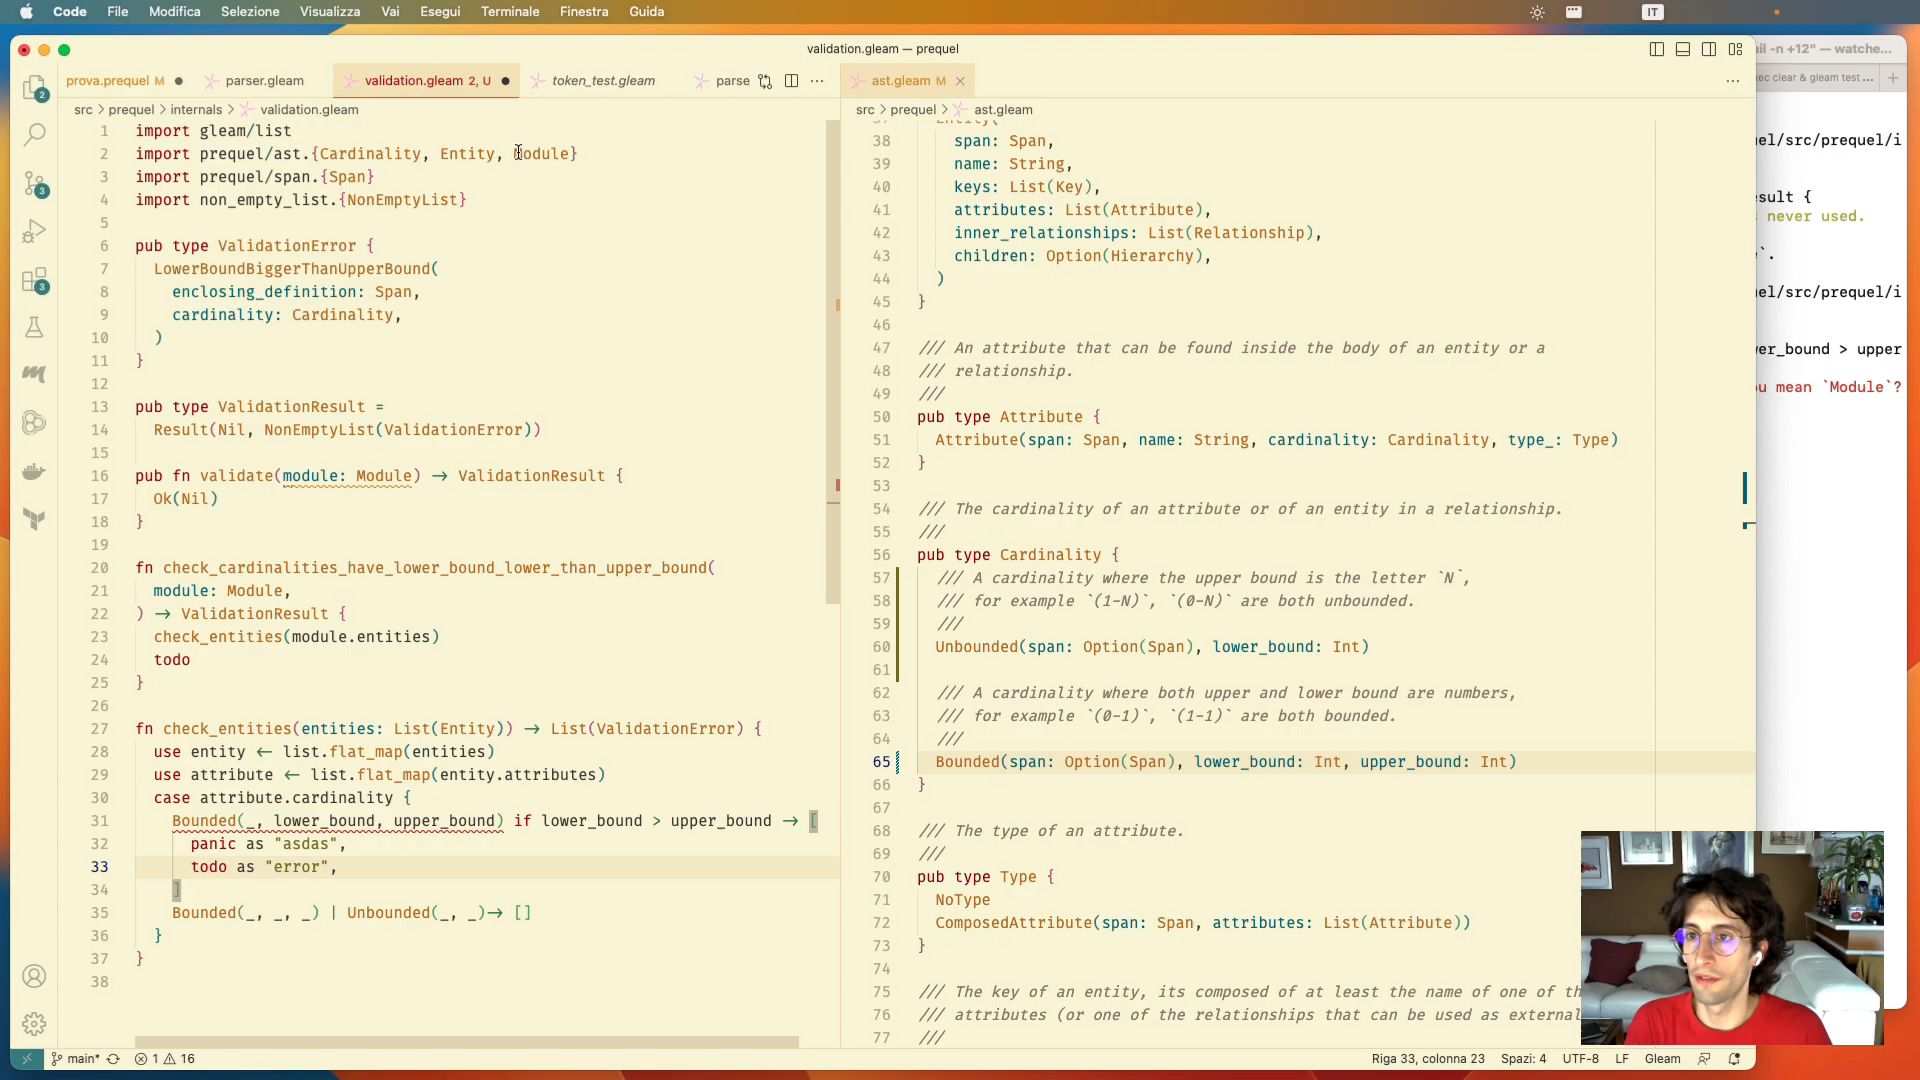 Code File Modifica Selezione Visualizza Vai Esegui Terminale Finestra Guida IT
validation.gleam — prequel
ail -n +12" — watche...
prova.prequel M
parser.gleam
validation.gleam 2, U
token_test.gleam
parse
ast.gleam M
ec clear & gleam test ...
src > prequel > internals > validation.gleam
1 import gleam/list
2 import prequel/ast.{Cardinality, Entity, Module}
3 import prequel/span.{Span}
4 import non_empty_list.{NonEmptyList}
5
6 pub type ValidationError {
7 LowerBoundBiggerThanUpperBound(
8 enclosing_definition: Span,
9 cardinality: Cardinality,
10 )
11 }
12
13 pub type ValidationResult =
14 Result(Nil, NonEmptyList(ValidationError))
15
16 pub fn validate(module: Module) → ValidationResult {
17 Ok(Nil)
18 }
19
20 fn check_cardinalities_have_lower_bound_lower_than_upper_bound(
21 module: Module,
22 ) → ValidationResult {
23 check_entities(module.entities)
24 todo
25 }
26
27 fn check_entities(entities: List(Entity)) → List(ValidationError) {
28 use entity ← list.flat_map(entities)
29 use attribute ← list.flat_map(entity.attributes)
30 case attribute.cardinality {
31 Bounded(_, lower_bound, upper_bound) if lower_bound > upper_bound → [
32 panic as "asdas",
33 todo as "error",
34 ]
35 Bounded(_, _, _) | Unbounded(_, _)→ []
36 }
37 }
38
src > prequel > ast.gleam
37 Entity(
38 span: Span,
39 name: String,
40 keys: List(Key),
41 attributes: List(Attribute),
42 inner_relationships: List(Relationship),
43 children: Option(Hierarchy),
44 )
45 }
46
47 /// An attribute that can be found inside the body of an entity or a
48 /// relationship.
49 ///
50 pub type Attribute {
51 Attribute(span: Span, name: String, cardinality: Cardinality, type_: Type)
52 }
53
54 /// The cardinality of an attribute or of an entity in a relationship.
55 ///
56 pub type Cardinality {
57 /// A cardinality where the upper bound is the letter `N`,
58 /// for example `(1-N)`, `(0-N)` are both unbounded.
59 ///
60 Unbounded(span: Option(Span), lower_bound: Int)
61
62 /// A cardinality where both upper and lower bound are numbers,
63 /// for example `(0-1)`, `(1-1)` are both bounded.
64 ///
65 Bounded(span: Option(Span), lower_bound: Int, upper_bound: Int)
66 }
67
68 /// The type of an attribute.
69 ///
70 pub type Type {
71 NoType
72 ComposedAttribute(span: Span, attributes: List(Attribute))
73 }
74
75 /// The key of an entity, its composed of at least the name of one of th
76 /// attributes (or one of the relationships that can be used as external
77 ///
el/src/prequel/i
sult {
s never used.
`.
el/src/prequel/i
er_bound > upper
u mean `Module`?
2
3
3
main* 1 16
Riga 33, colonna 23 Spazi: 4 UTF-8 LF Gleam